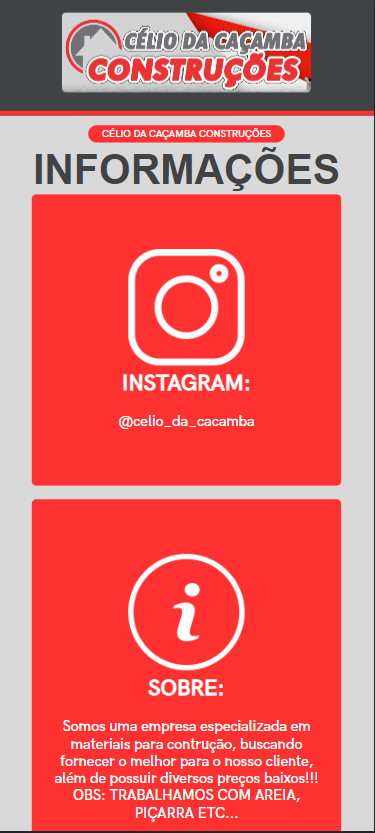 CÉLIO DA CAÇAMBA
CONSTRUÇÕES
CÉLIO DA CAÇAMBA CONSTRUÇÕES
INFORMAÇÕES
INSTAGRAM:
@celio_da_cacamba
SOBRE:
Somos uma empresa especializada em
materiais para contrução, buscando
fornecer o melhor para o nosso cliente,
além de possuir diversos preços baixos!!!
OBS: TRABALHAMOS COM AREIA,
PIÇARRA ETC...